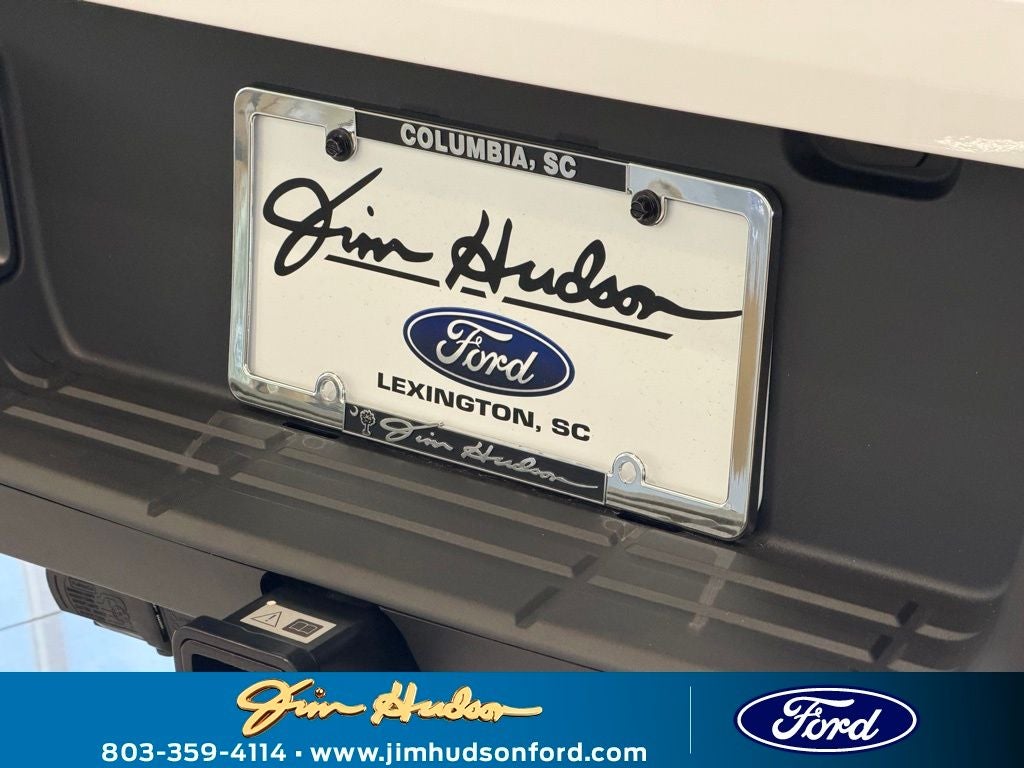 COLUMBIA, SC
Jim Hudson
Ford
LEXINGTON, SC
Jim Hudson
Jim Hudson
803-359-4114 • www.jimhudsonford.com
Ford